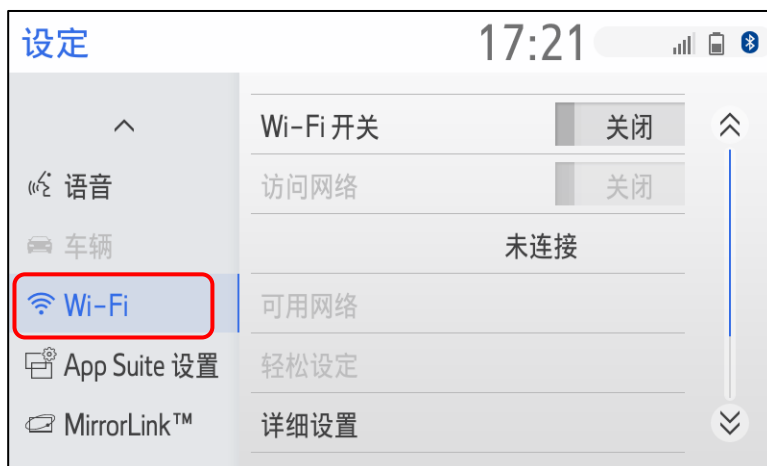 设定 17:21
Wi-Fi 开关 关闭
语音 访问网络 关闭
车辆 未连接
Wi-Fi 可用网络
App Suite 设置 轻松设定
MirrorLink™ 详细设置